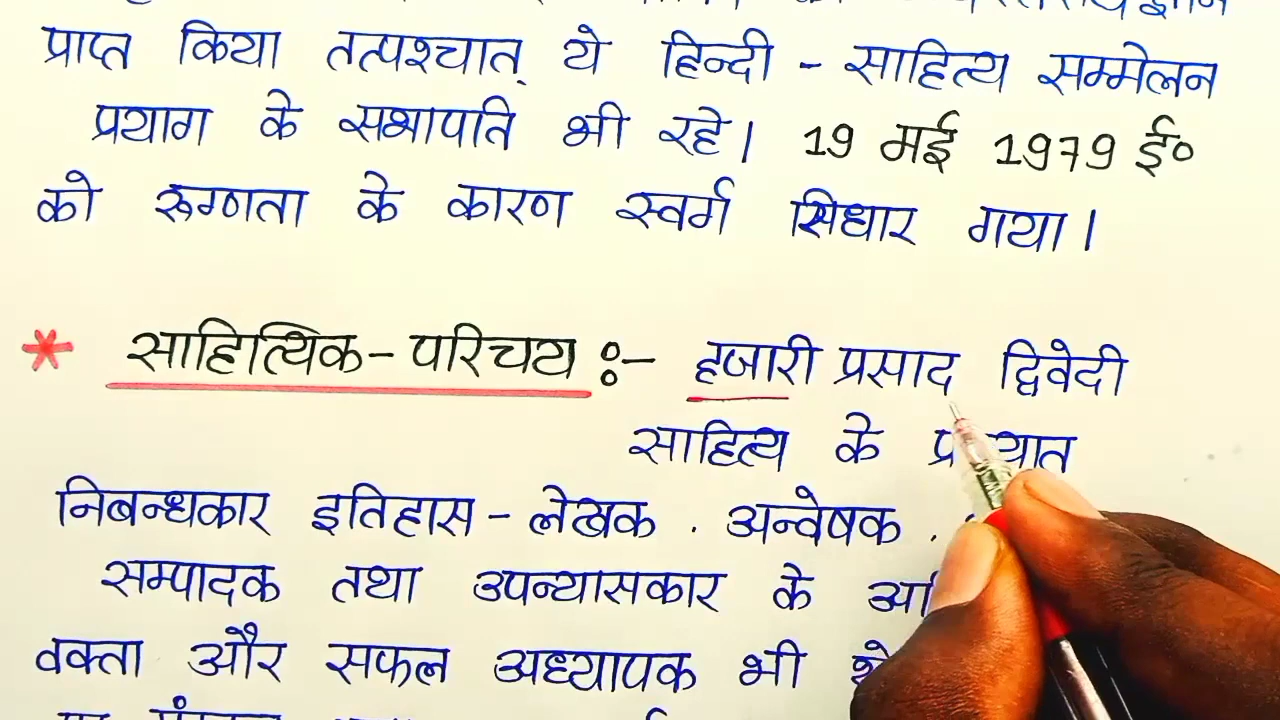 प्राप्त किया तत्पश्चात् ये हिन्दी - साहित्य सम्मेलन
प्रयाग के सभापति भी रहे। 19 मई 1979 ई०
को रुग्णता के कारण स्वर्ग सिधार गया।
* साहित्यिक - परिचय :- हजारी प्रसाद द्विवेदी
साहित्य के
निबन्धकार इतिहास - लेखक . अन्वेषक .
सम्पादक तथा उपन्यासकार के
वक्ता और सफल अध्यापक भी